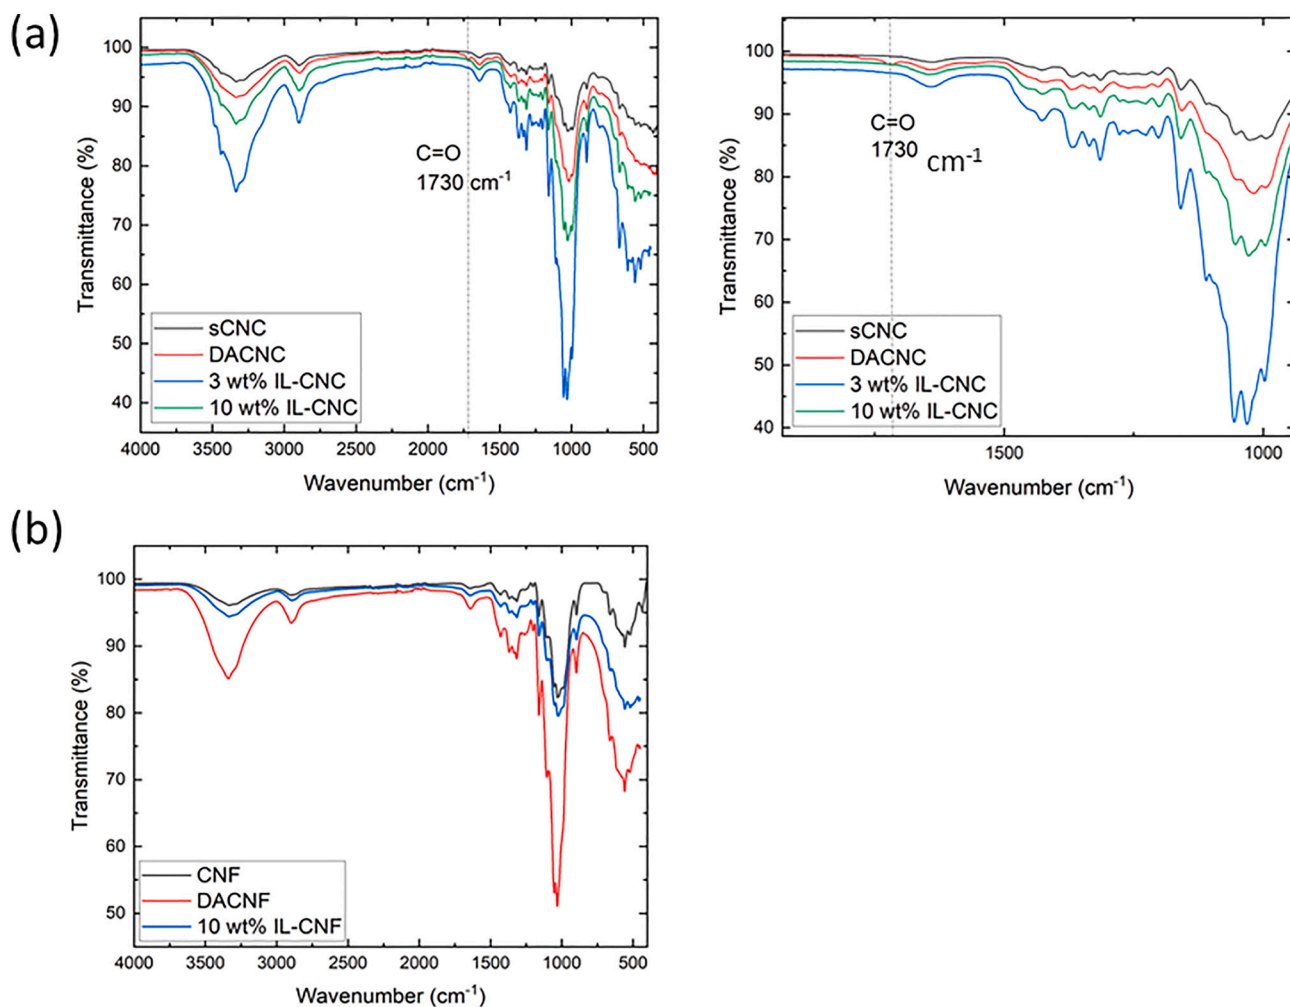 (a)
100
90
80
70
60
50
40
Transmittance (%)
C=O
1730 cm-1
sCNC
DACNC
3 wt% IL-CNC
10 wt% IL-CNC
4000 3500 3000 2500 2000 1500 1000 500
Wavenumber (cm-1)
100
90
80
70
60
50
40
Transmittance (%)
C=O
1730 cm-1
sCNC
DACNC
3 wt% IL-CNC
10 wt% IL-CNC
1500 1000
Wavenumber (cm-1)
(b)
100
90
80
70
60
50
Transmittance (%)
CNF
DACNF
10 wt% IL-CNF
4000 3500 3000 2500 2000 1500 1000 500
Wavenumber (cm-1)